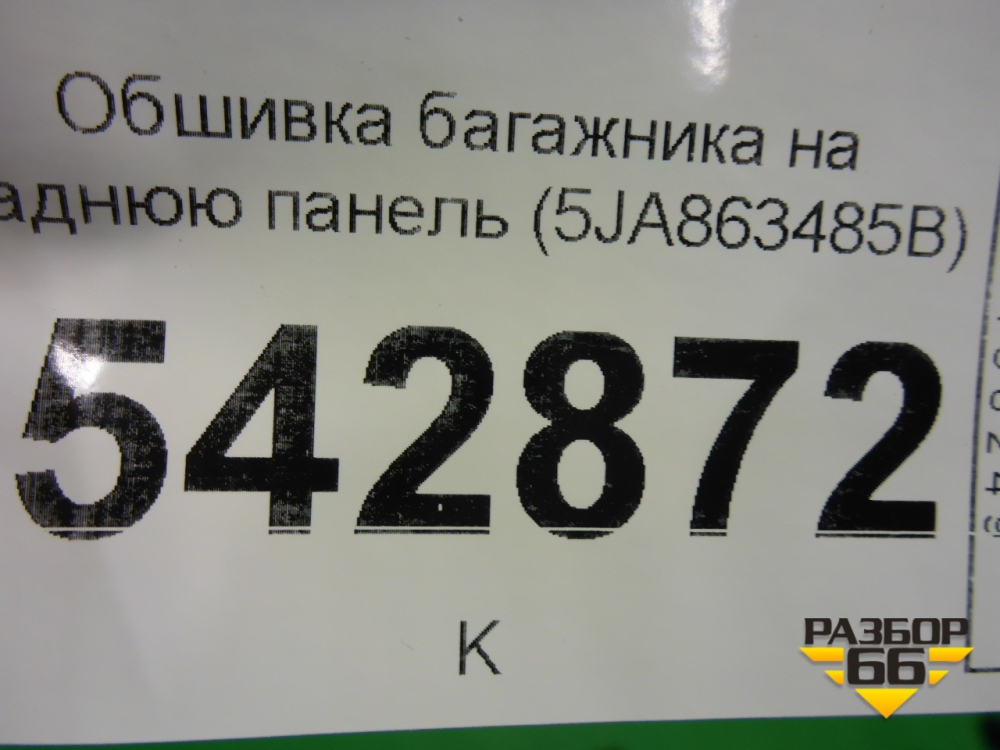 Обшивка багажника на
аднюю панель (5JA863485B)
542872
К
РАЗБОР
66